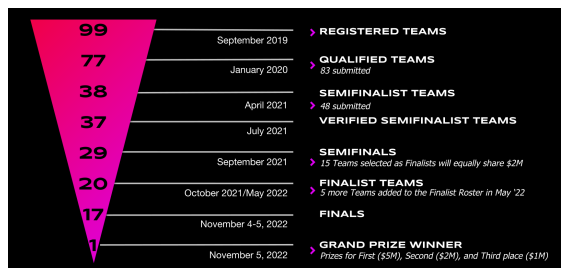 99
September 2019
REGISTERED TEAMS
77
January 2020
QUALIFIED TEAMS
83 submitted
38
April 2021
SEMIFINALIST TEAMS
48 submitted
37
July 2021
VERIFIED SEMIFINALIST TEAMS
29
September 2021
SEMIFINALS
15 Teams selected as Finalists will equally share $2M
20
October 2021/May 2022
FINALIST TEAMS
5 more Teams added to the Finalist Roster in May '22
17
November 4-5, 2022
FINALS
1
November 5, 2022
GRAND PRIZE WINNER
Prizes for First ($5M), Second ($2M), and Third place ($1M)